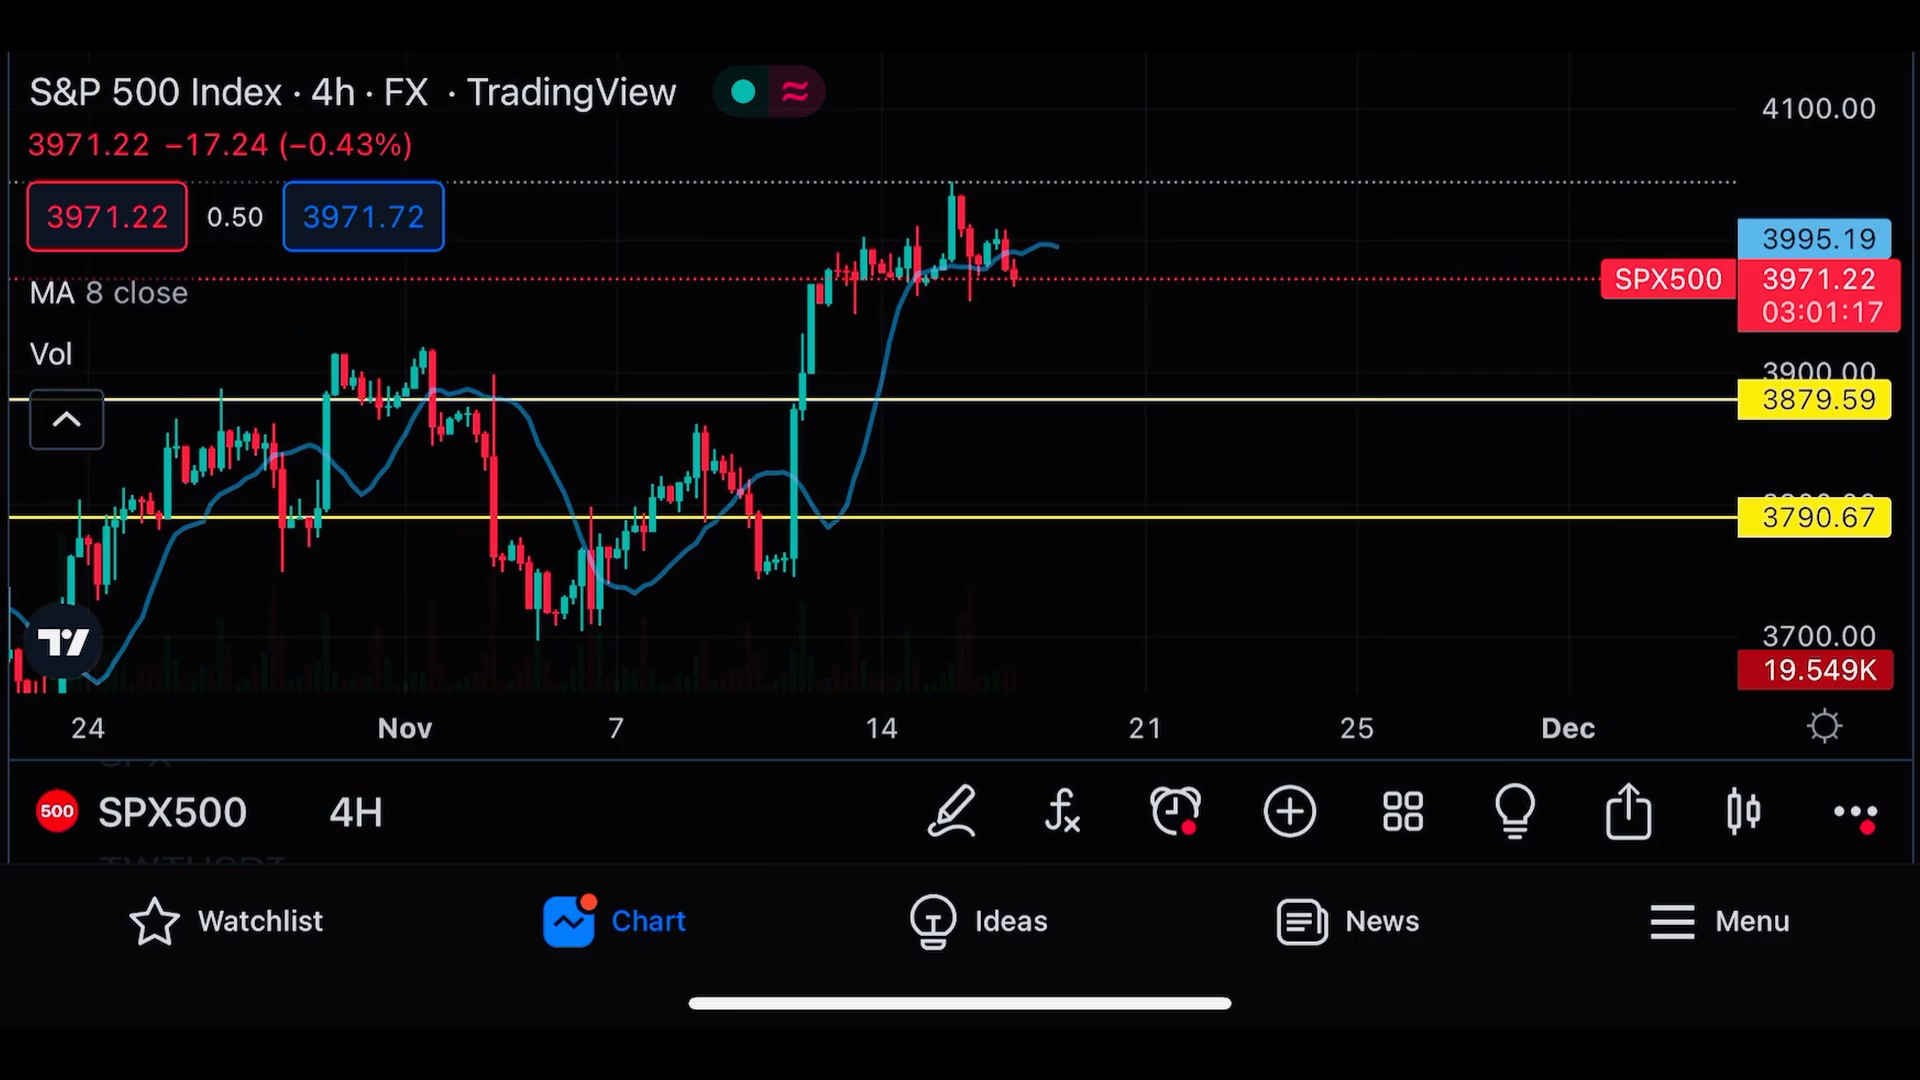 S&P 500 Index · 4h · FX · TradingView
3971.22 −17.24 (−0.43%)
3971.22 0.50 3971.72
MA 8 close
Vol
4100.00
3995.19
SPX500 3971.22
03:01:17
3900.00
3879.59
3790.67
3700.00
19.549K
24 Nov 7 14 21 25 Dec
500 SPX500 4H
Watchlist Chart Ideas News Menu